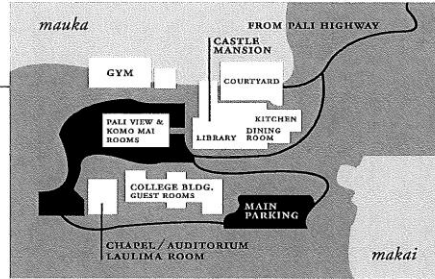 mauka
FROM PALI HIGHWAY
CASTLE
MANSION
GYM
COURTYARD
PALI VIEW &
KOMO MAI
ROOMS
KITCHEN
LIBRARY
DINING
ROOM
COLLEGE BLDG.
GUEST ROOMS
MAIN
PARKING
CHAPEL/AUDITORIUM
LAULIMA ROOM
makai